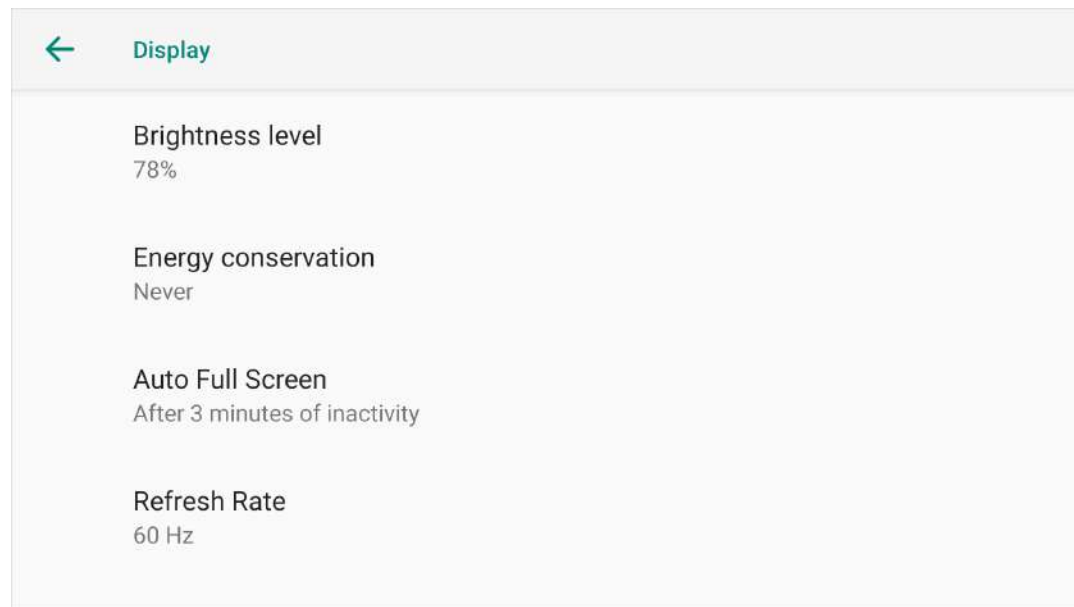 Display
Brightness level
78%
Energy conservation
Never
Auto Full Screen
After 3 minutes of inactivity
Refresh Rate
60 Hz